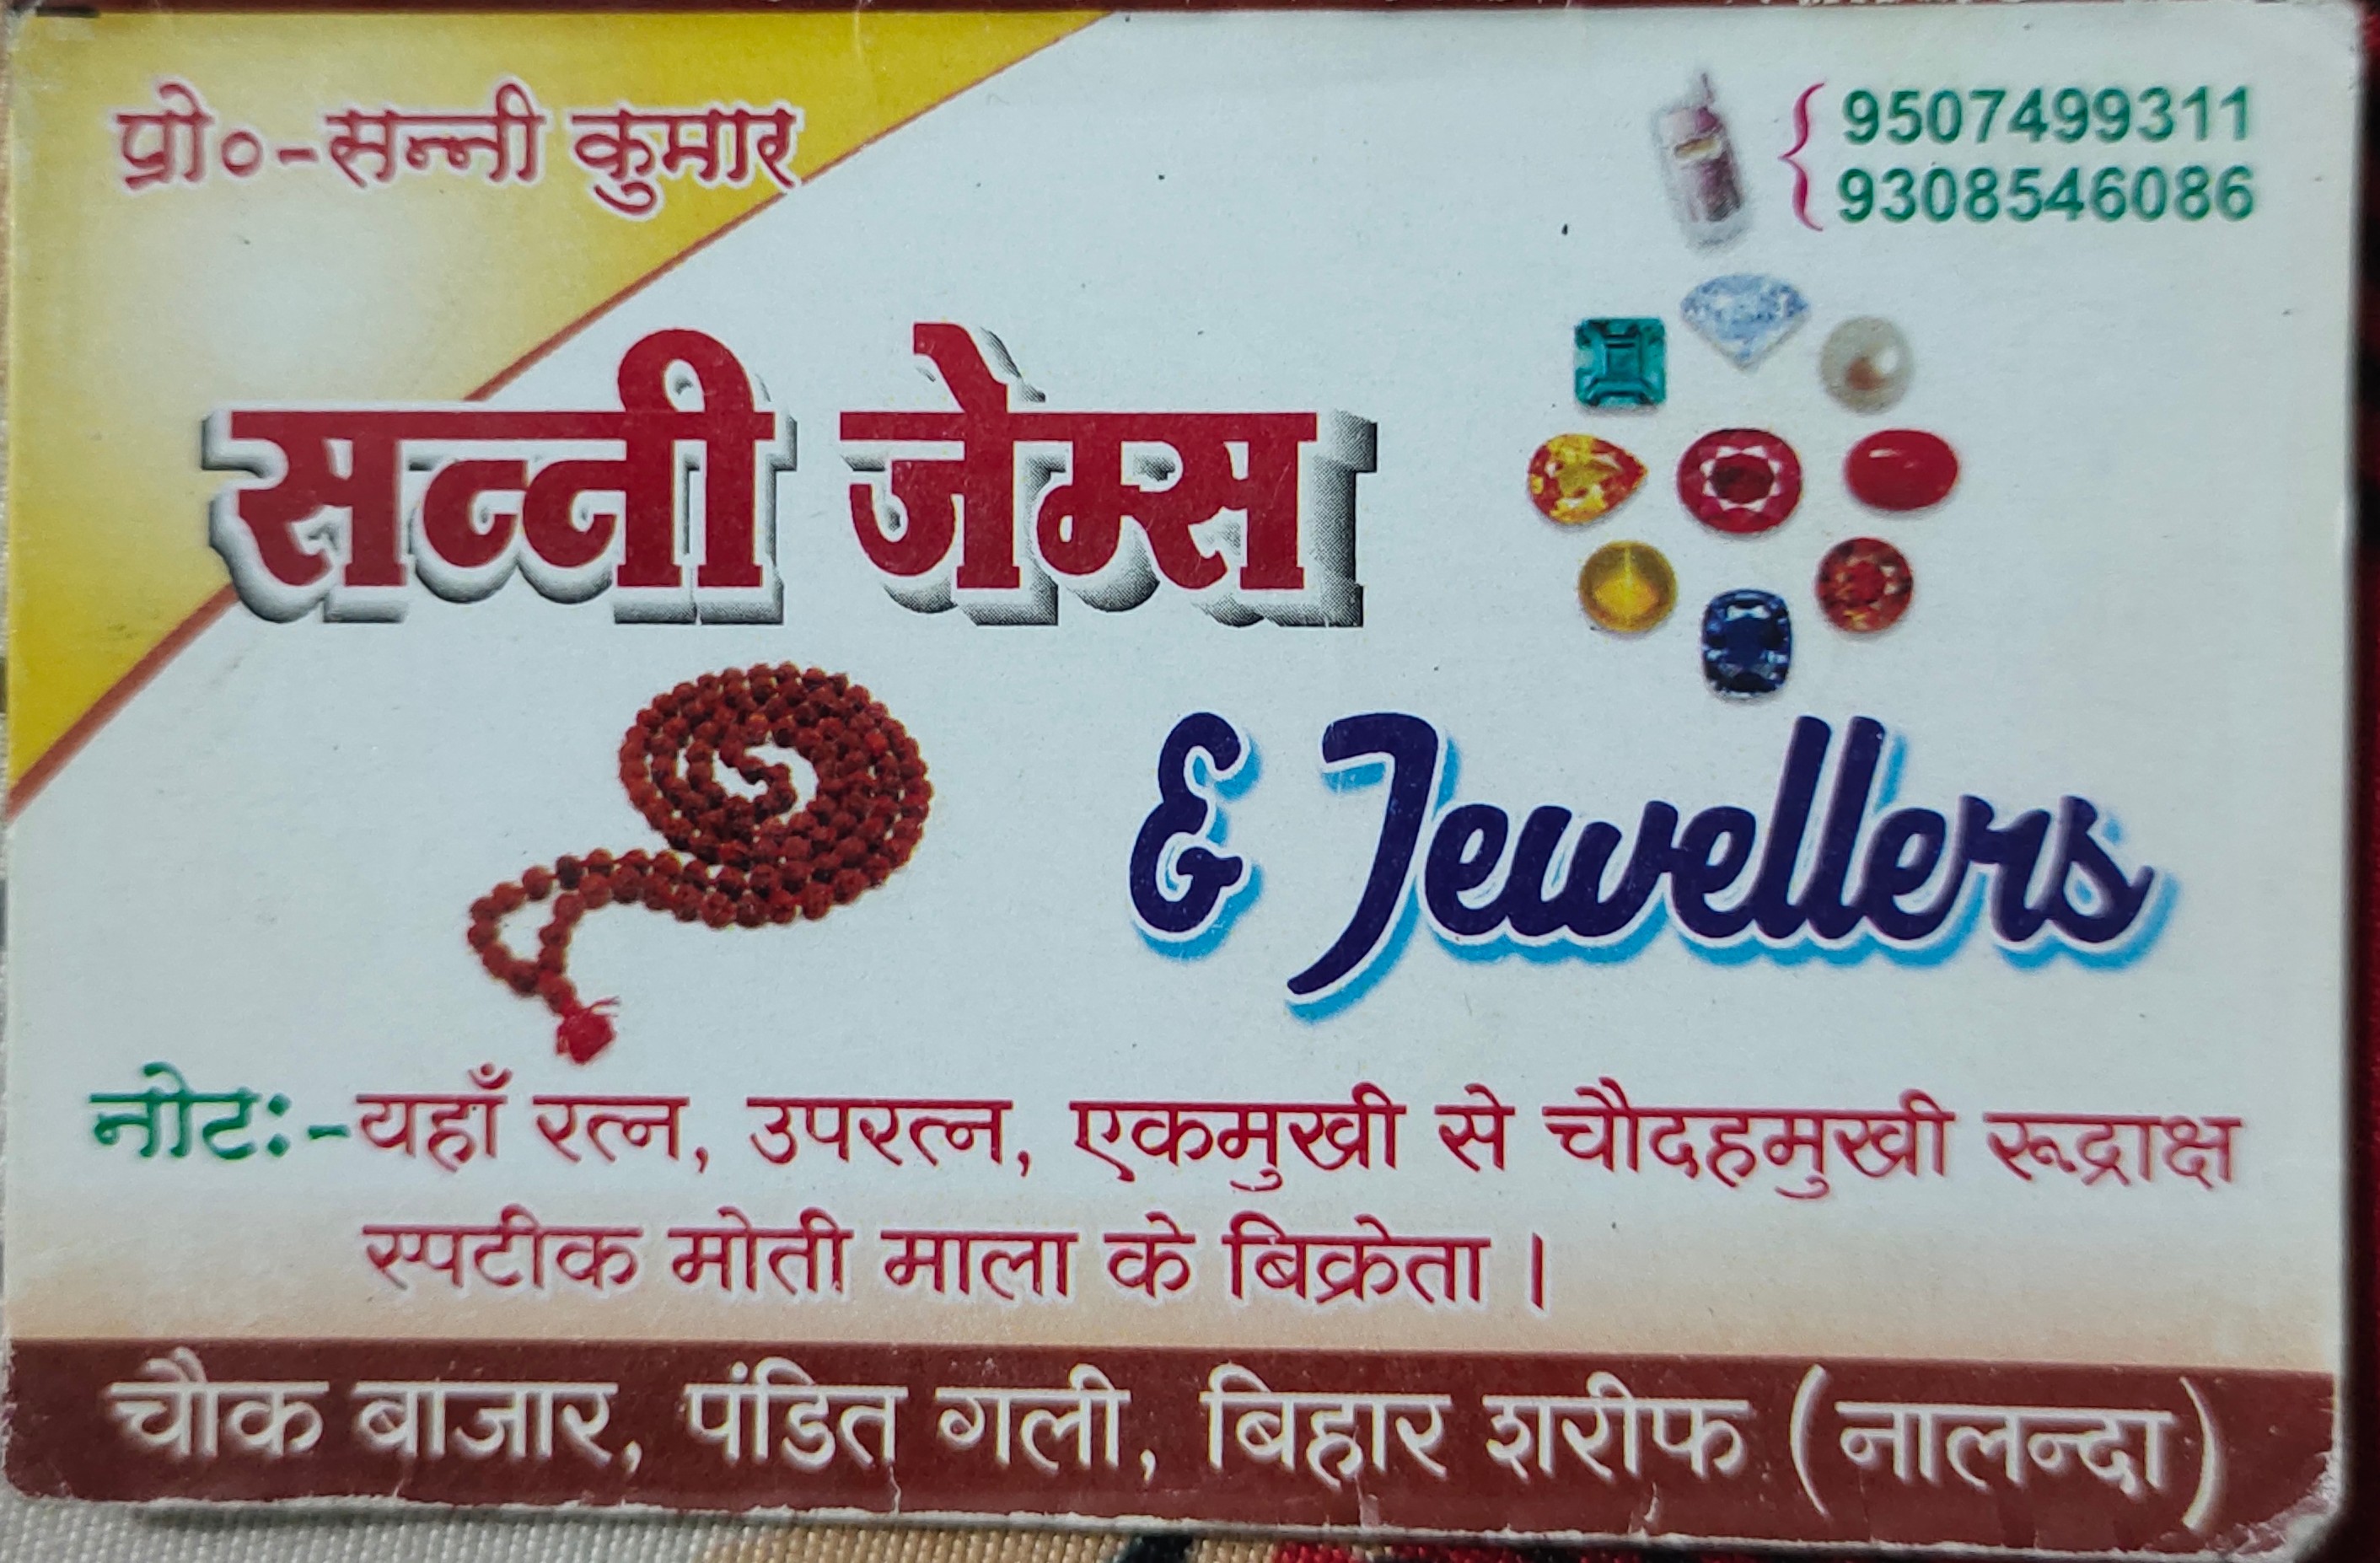 प्रो०-सन्नी कुमार
9507499311
9308546086
सन्नी जेम्स
& Jewellers
नोटः-यहाँ रत्न, उपरत्न, एकमुखी से चौदहमुखी रूद्राक्ष
स्पटीक मोती माला के बिक्रेता ।
चौक बाजार, पंडित गली, बिहार शरीफ (नालन्दा)